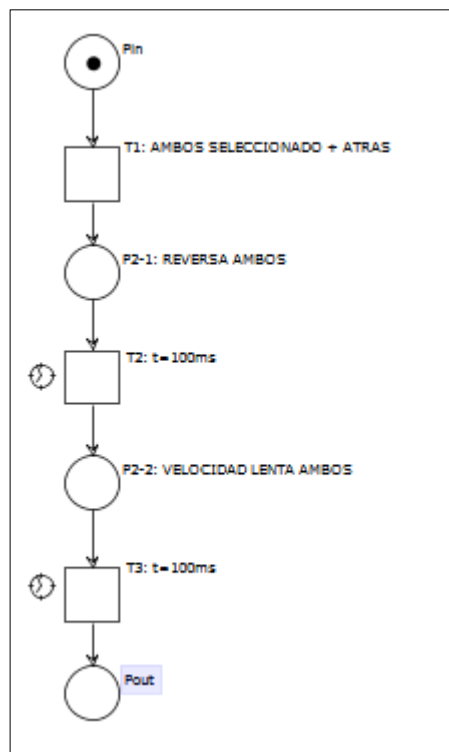 Pin
T1: AMBOS SELECCIONADO + ATRAS
P2-1: REVERSA AMBOS
T2: t=100ms
P2-2: VELOCIDAD LENTA AMBOS
T3: t=100ms
Pout